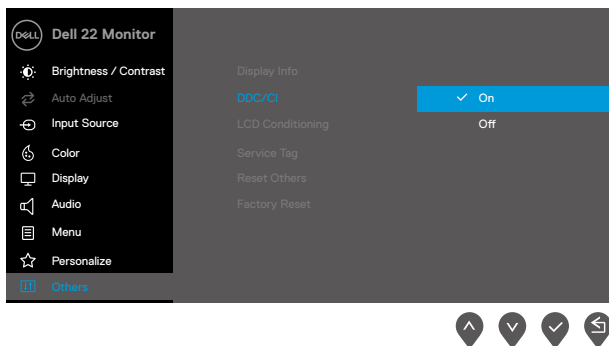 DELL Dell 22 Monitor
Brightness / Contrast
Display Info
Auto Adjust
DDC/CI
On
Input Source
LCD Conditioning
Off
Color
Service Tag
Display
Reset Others
Audio
Factory Reset
Menu
Personalize
Others